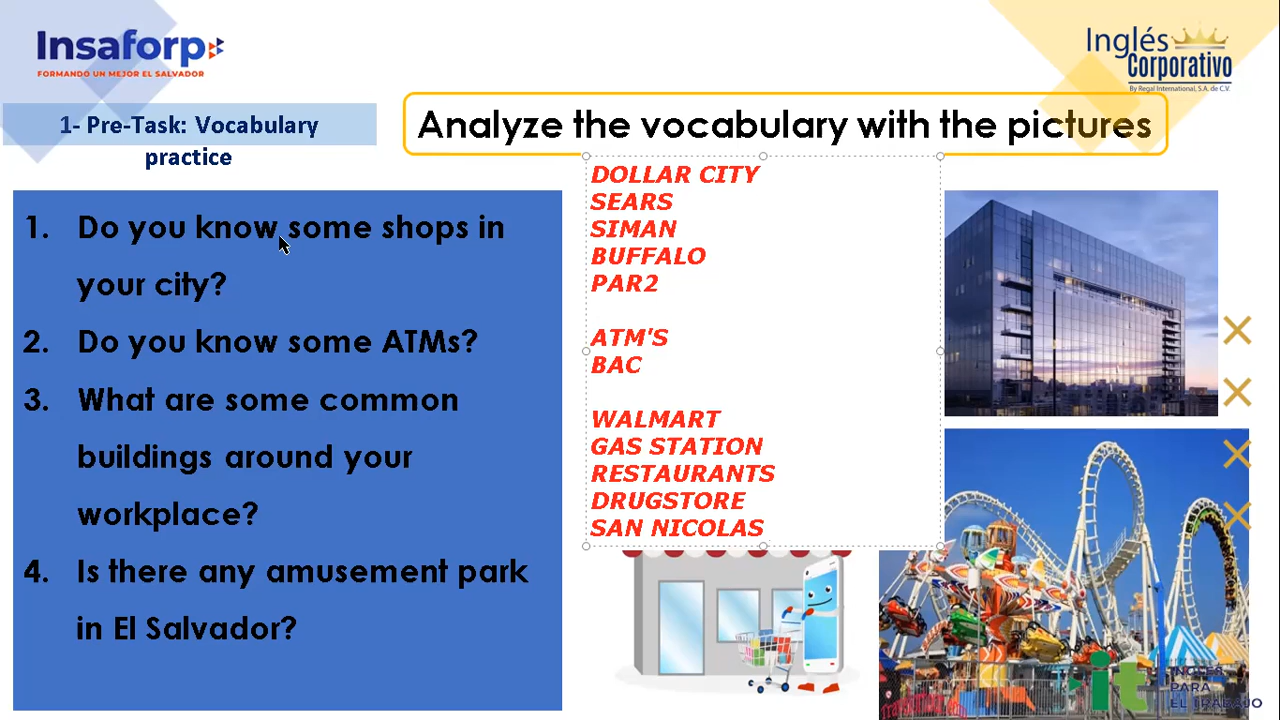 Insaforp
FORMANDO UN MEJOR EL SALVADOR
Inglés
Corporativo
By Regal International, S.A. de C.V.
1- Pre-Task: Vocabulary
practice
Analyze the vocabulary with the pictures
1. Do you know some shops in
your city?
2. Do you know some ATMs?
3. What are some common
buildings around your
workplace?
4. Is there any amusement park
in El Salvador?
DOLLAR CITY
SEARS
SIMAN
BUFFALO
PAR2
ATM'S
BAC
WALMART
GAS STATION
RESTAURANTS
DRUGSTORE
SAN NICOLAS
INGLÉS
PARA
EL TRABAJO